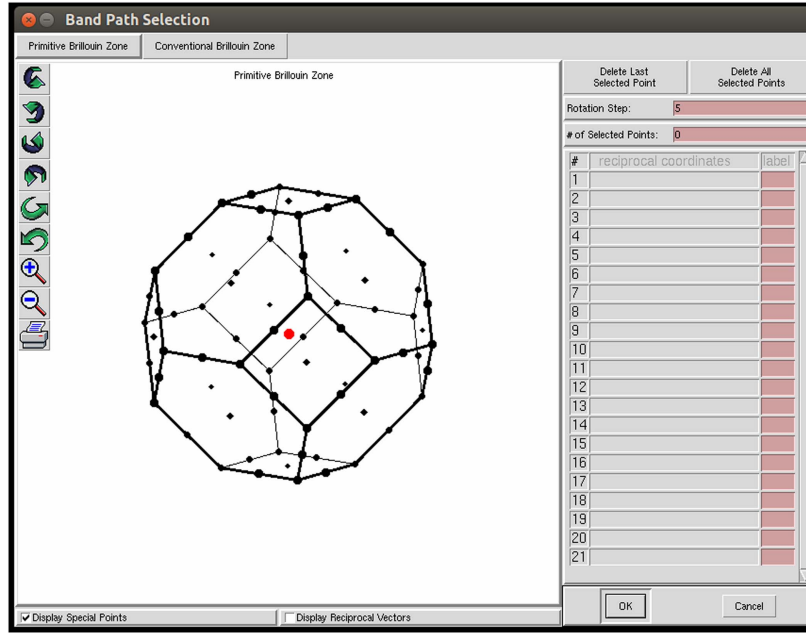 Band Path Selection
Primitive Brillouin Zone
Conventional Brillouin Zone
Primitive Brillouin Zone
Delete Last
Selected Point
Delete All
Selected Points
Rotation Step: 5
# of Selected Points: 0
# reciprocal coordinates label
1
2
3
4
5
6
7
8
9
10
11
12
13
14
15
16
17
18
19
20
21
Display Special Points
Display Reciprocal Vectors
OK
Cancel